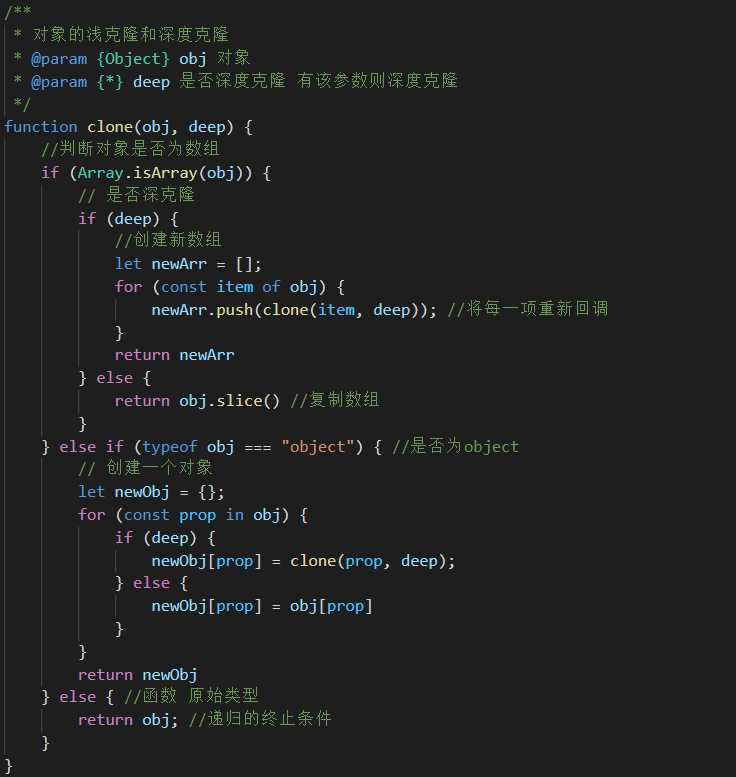 /**
 * 对象的浅克隆和深度克隆
 * @param {Object} obj 对象
 * @param {*} deep 是否深度克隆 有该参数则深度克隆
 */
function clone(obj, deep) {
    //判断对象是否为数组
    if (Array.isArray(obj)) {
        // 是否深克隆
        if (deep) {
            //创建新数组
            let newArr = [];
            for (const item of obj) {
                newArr.push(clone(item, deep)); //将每一项重新回调
            }
            return newArr
        } else {
            return obj.slice() //复制数组
        }
    } else if (typeof obj === "object") { //是否为object
        // 创建一个对象
        let newObj = {};
        for (const prop in obj) {
            if (deep) {
                newObj[prop] = clone(prop, deep);
            } else {
                newObj[prop] = obj[prop]
            }
        }
        return newObj
    } else { //函数 原始类型
        return obj; //递归的终止条件
    }
}